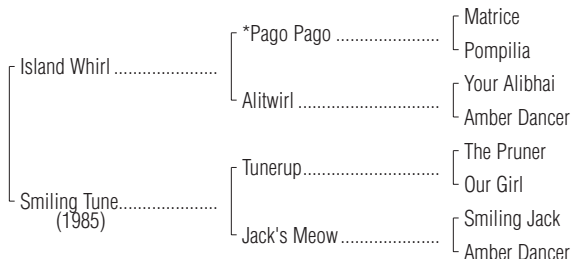 Matrice
*Pago Pago ............................
Pompilia
Island Whirl ......................
Your Alibhai
Alitwirl ......................................
Amber Dancer
The Pruner
Tunerup....................................
Our Girl
Smiling Tune.....................
(1985)
Smiling Jack
Jack's Meow ..........................
Amber Dancer